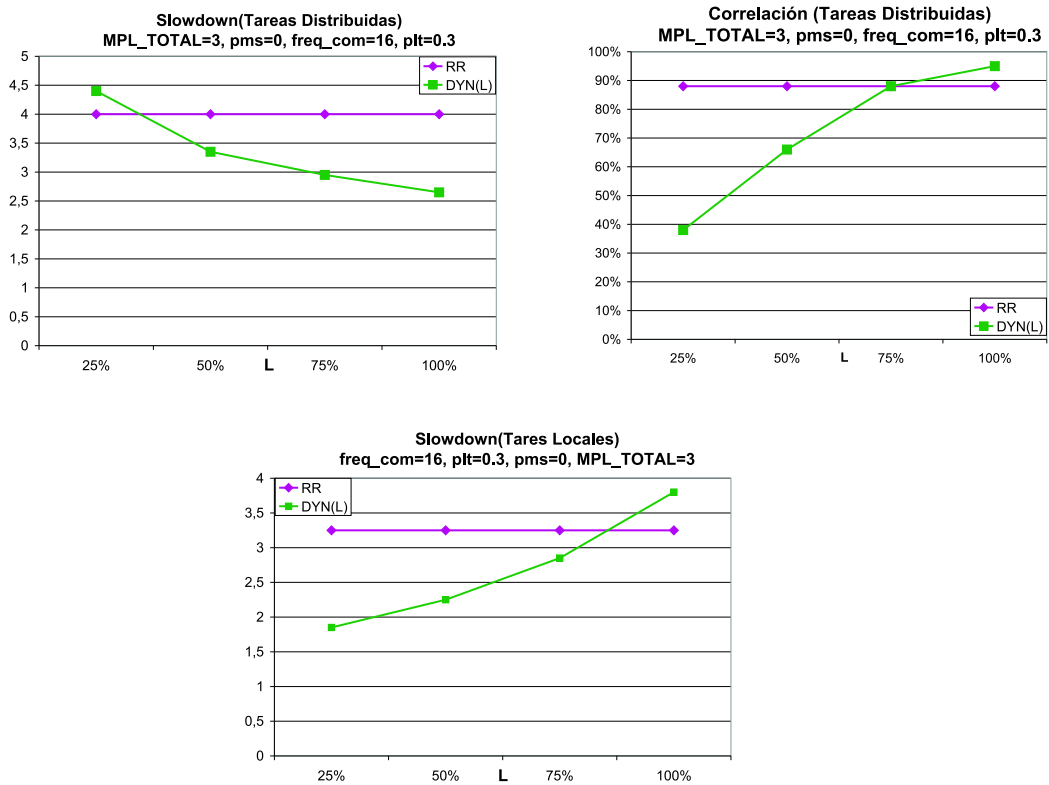 Slowdown(Tareas Distribuidas)
MPL_TOTAL=3, pms=0, freq_com=16, plt=0.3
5
4,5
4
3,5
3
2,5
2
1,5
1
0,5
0
RR
DYN(L)
25%
50%
L
75%
100%
Correlación (Tareas Distribuidas)
MPL_TOTAL=3, pms=0, freq_com=16, plt=0.3
100%
90%
80%
70%
60%
50%
40%
30%
20%
10%
0%
RR
DYN(L)
25%
50%
L
75%
100%
Slowdown(Tares Locales)
freq_com=16, plt=0.3, pms=0, MPL_TOTAL=3
4
3,5
3
2,5
2
1,5
1
0,5
0
RR
DYN(L)
25%
50%
L
75%
100%